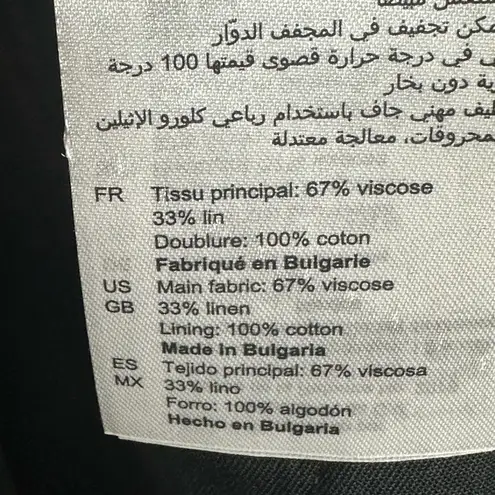 مكن تجفيف في المجفف الدوّار
في درجة حرارة قصوى قيمتها 100 درجة
دون بخار
مهني جاف باستخدام رباعي كلورو الإثيلين
معالجة معتدلة
FR Tissu principal: 67% viscose
33% lin
Doublure: 100% coton
Fabriqué en Bulgarie
US Main fabric: 67% viscose
GB 33% linen
Lining: 100% cotton
Made in Bulgaria
ES Tejido principal: 67% viscosa
MX 33% lino
Forro: 100% algodón
Hecho en Bulgaria